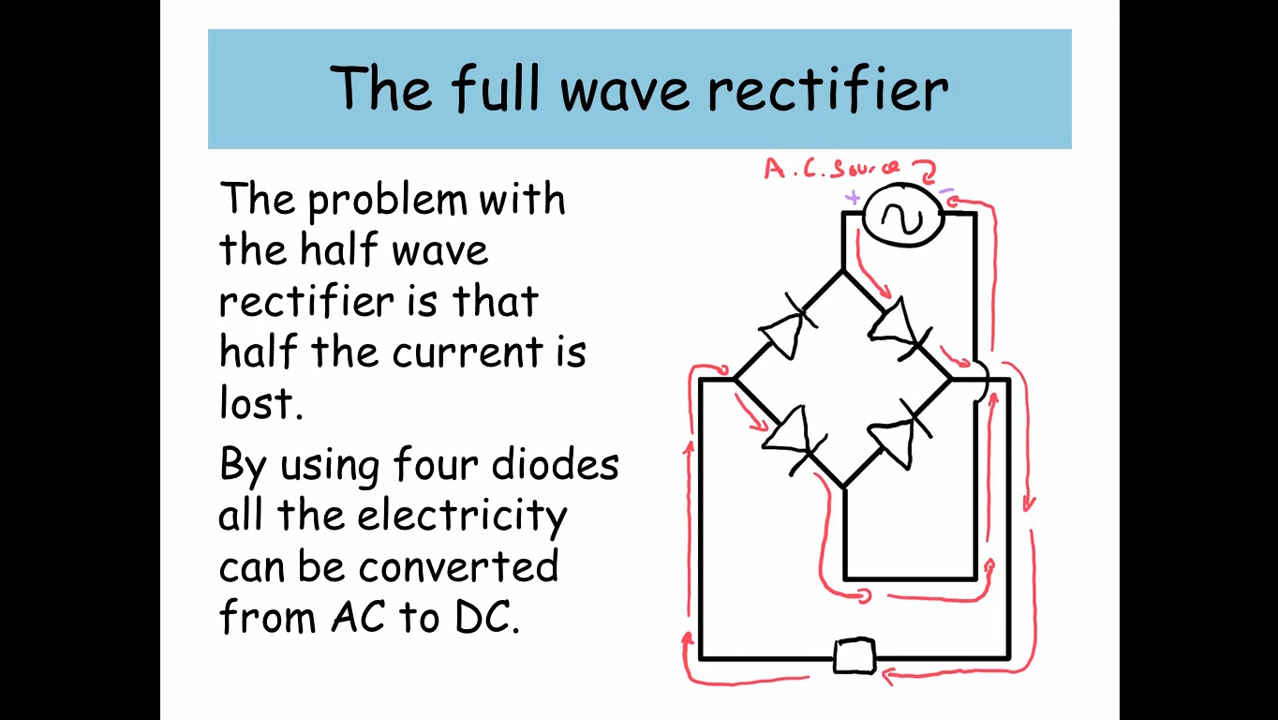 The full wave rectifier
The problem with
the half wave
rectifier is that
half the current is
lost.
By using four diodes
all the electricity
can be converted
from AC to DC.
A.C. Source
+ -